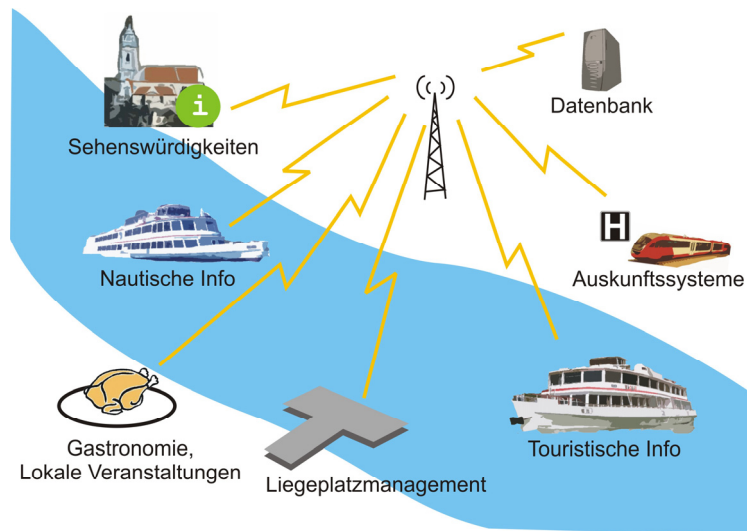 i
Sehenswürdigkeiten
Datenbank
Nautische Info
H
Auskunftssysteme
Gastronomie,
Lokale Veranstaltungen
Liegeplatzmanagement
Touristische Info